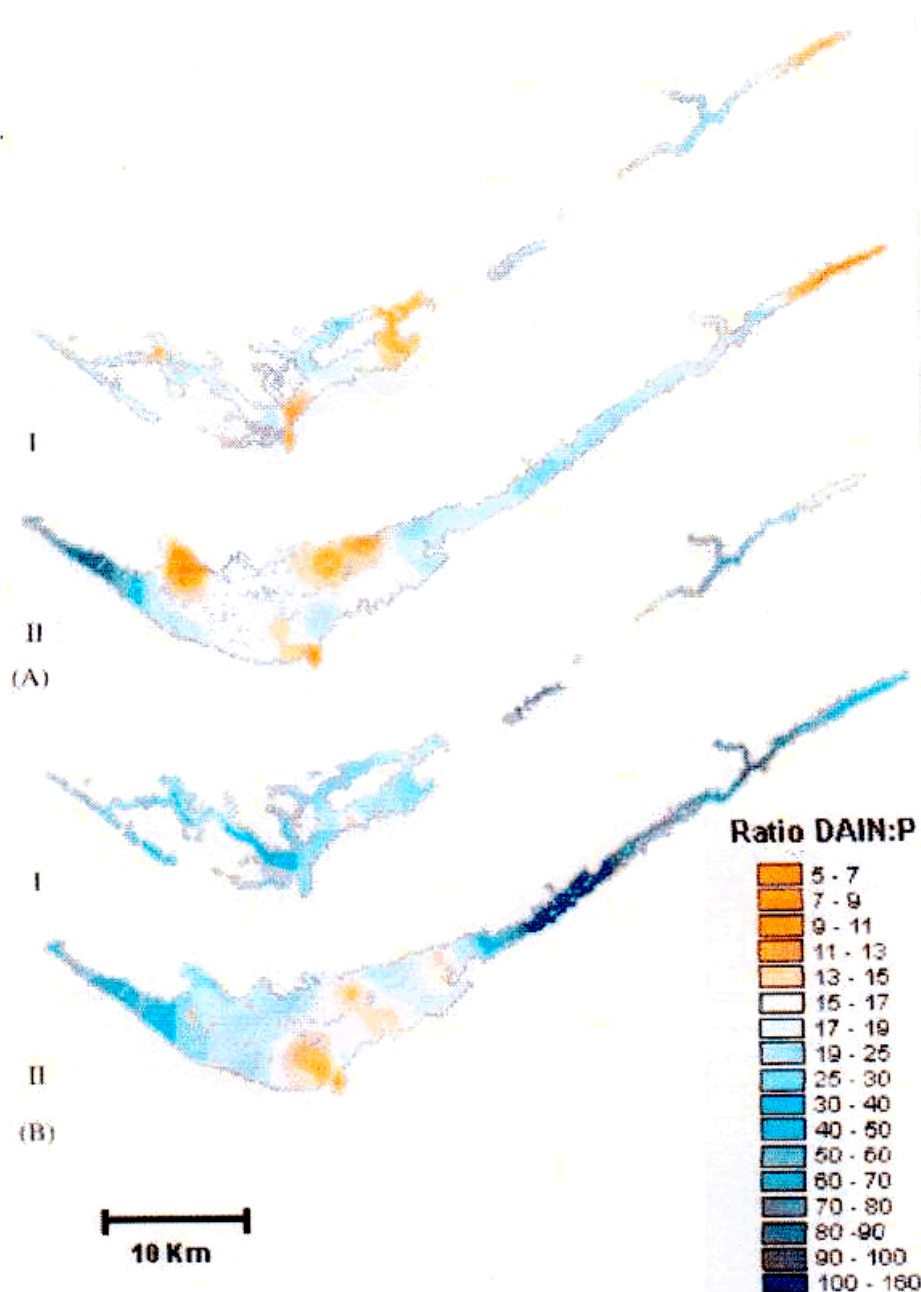 I
II
(A)
I
II
(B)
Ratio DAIN:P
5 - 7
7 - 9
9 - 11
11 - 13
13 - 15
15 - 17
17 - 19
19 - 25
25 - 30
30 - 40
40 - 50
50 - 60
60 - 70
70 - 80
80 -90
90 - 100
100 - 160
10 Km